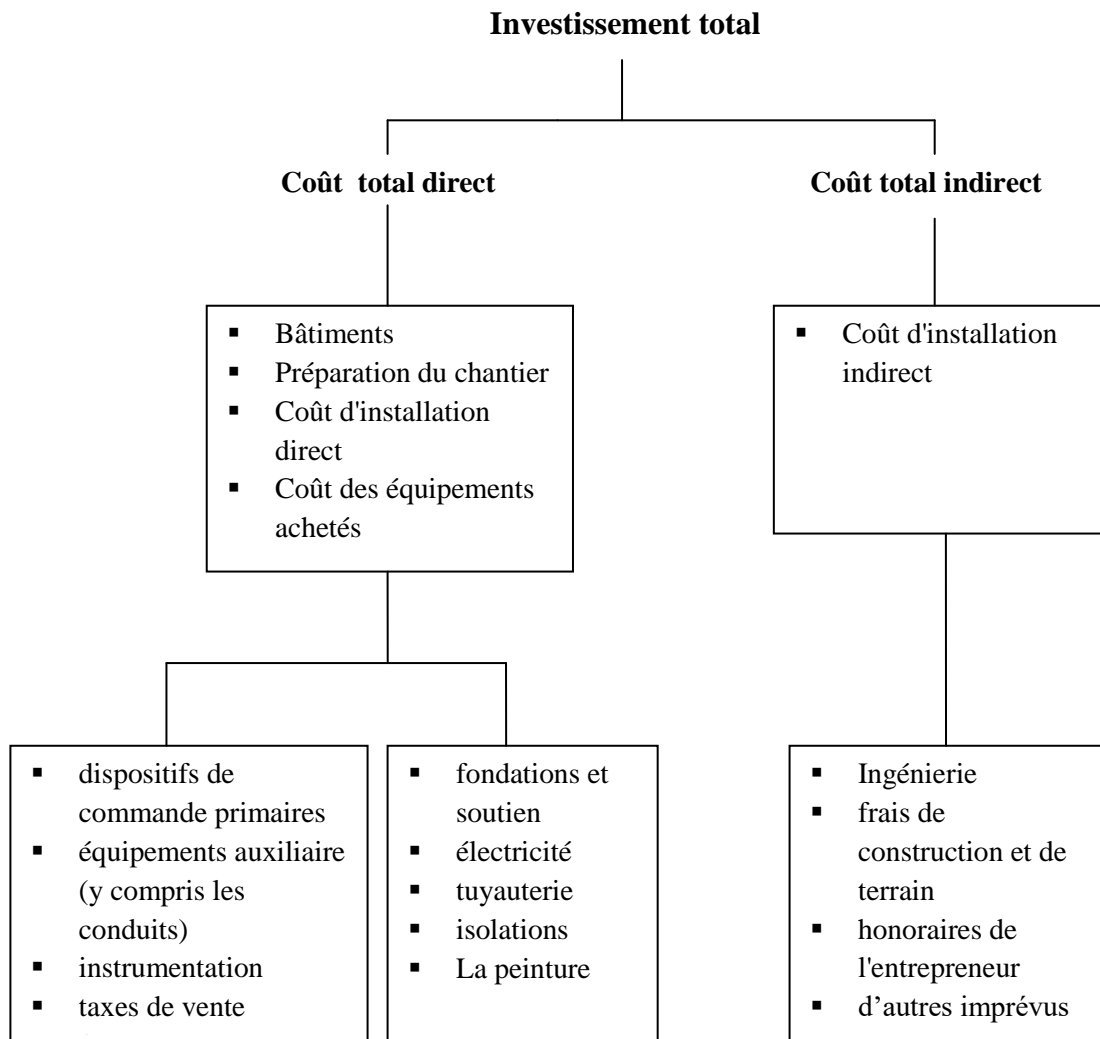 Investissement total
Coût total direct
Coût total indirect
▪ Bâtiments
▪ Préparation du chantier
▪ Coût d'installation
direct
▪ Coût des équipements
achetés
▪ Coût d'installation
indirect
▪ dispositifs de
commande primaires
▪ équipements auxiliaire
(y compris les
conduits)
▪ instrumentation
▪ taxes de vente
▪ fondations et
soutien
▪ électricité
▪ tuyauterie
▪ isolations
▪ La peinture
▪ Ingénierie
▪ frais de
construction et de
terrain
▪ honoraires de
l'entrepreneur
▪ d’autres imprévus